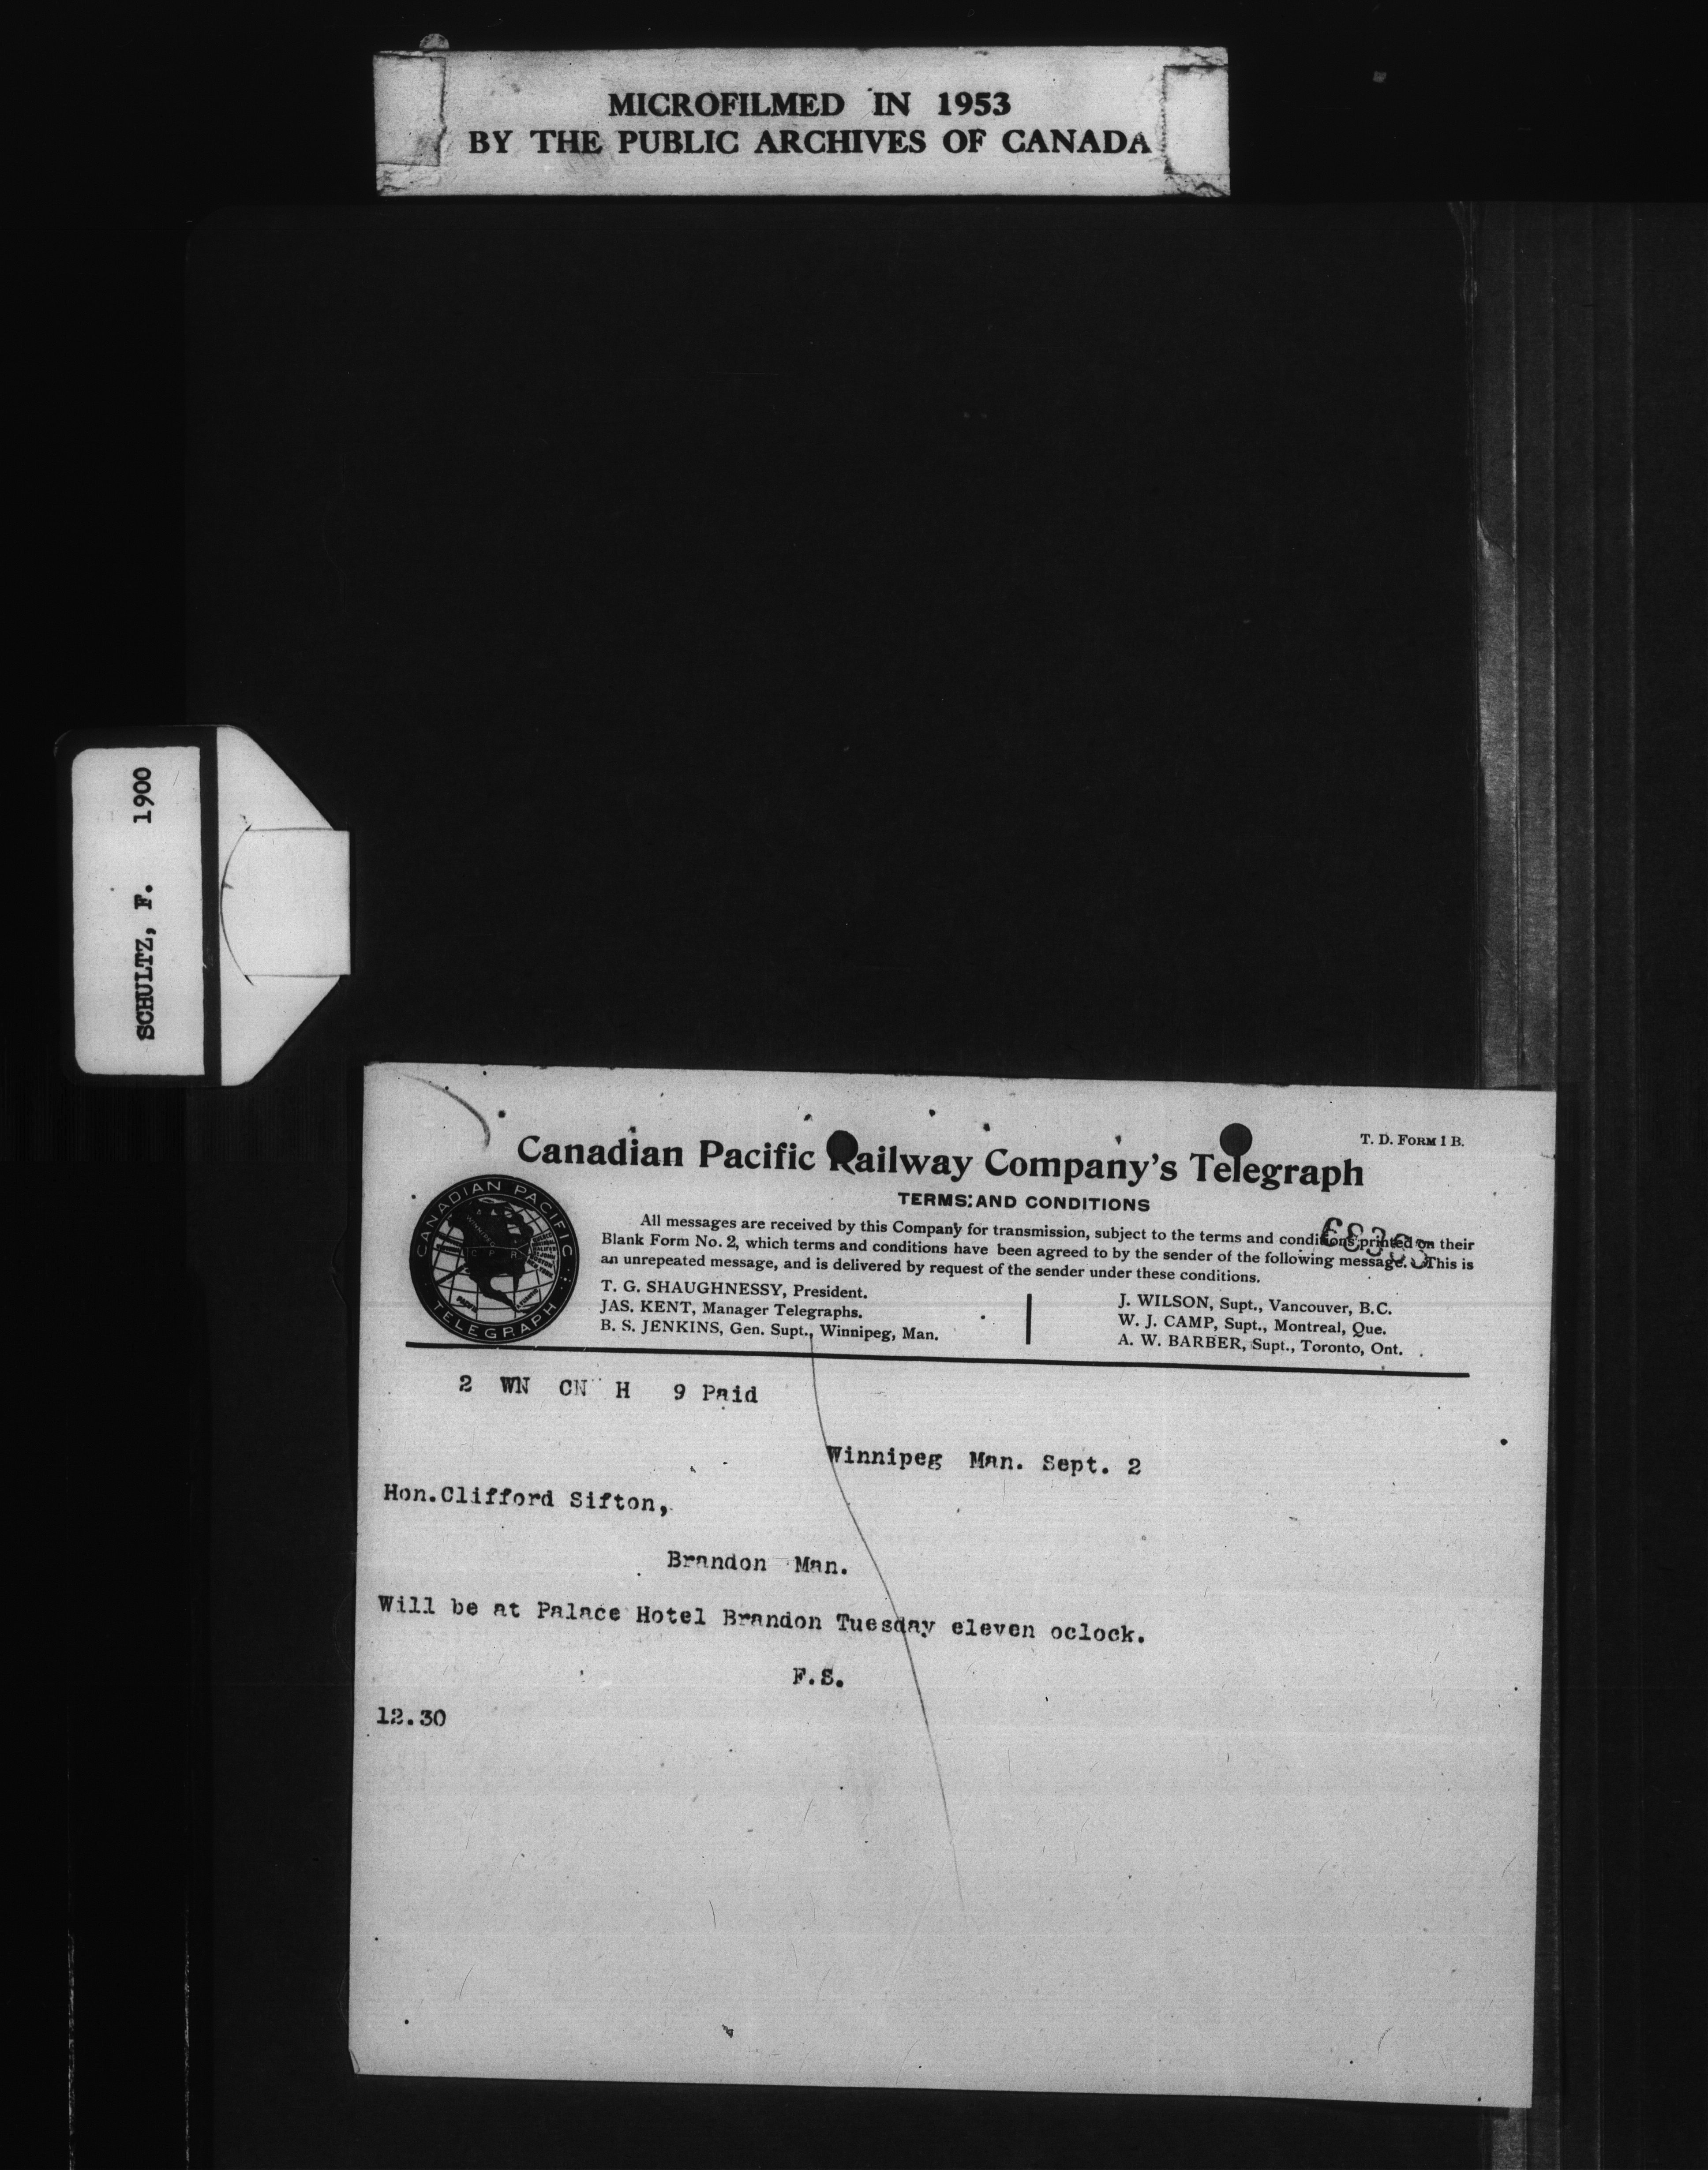 MICROFILMED IN 1953
BY THE PUBLIC ARCHIVES OF CANADA
SCHULTZ, F. 1900
T. D. FORM 1 B.
Canadian Pacific Railway Company's Telegraph
TERMS AND CONDITIONS
All messages are received by this Company for transmission, subject to the terms and conditions printed on their
Blank Form No. 2, which terms and conditions have been agreed to by the sender of the following message. This is
an unrepeated message, and is delivered by request of the sender under these conditions.
CANADIAN PACIFIC
TELEGRAPH
T. G. SHAUGHNESSY, President.
JAS. KENT, Manager Telegraphs.
B. S. JENKINS, Gen. Supt., Winnipeg, Man.
J. WILSON, Supt., Vancouver, B.C.
W. J. CAMP, Supt., Montreal, Que.
A. W. BARBER, Supt., Toronto, Ont.
2 WN CN H 9 Paid
Winnipeg Man. Sept. 2
Hon.Clifford Sifton,
Brandon Man.
Will be at Palace Hotel Brandon Tuesday eleven oclock.
F.S.
12.30